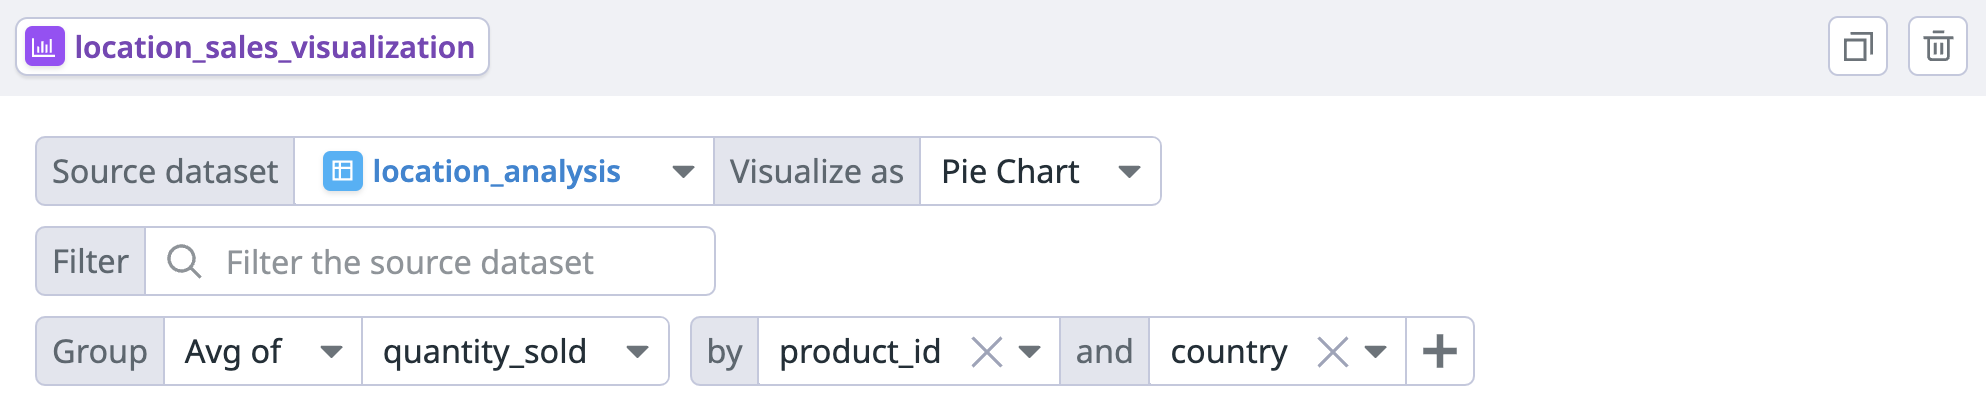 location_sales_visualization
Source dataset location_analysis Visualize as Pie Chart
Filter Filter the source dataset
Group Avg of quantity_sold by product_id and country